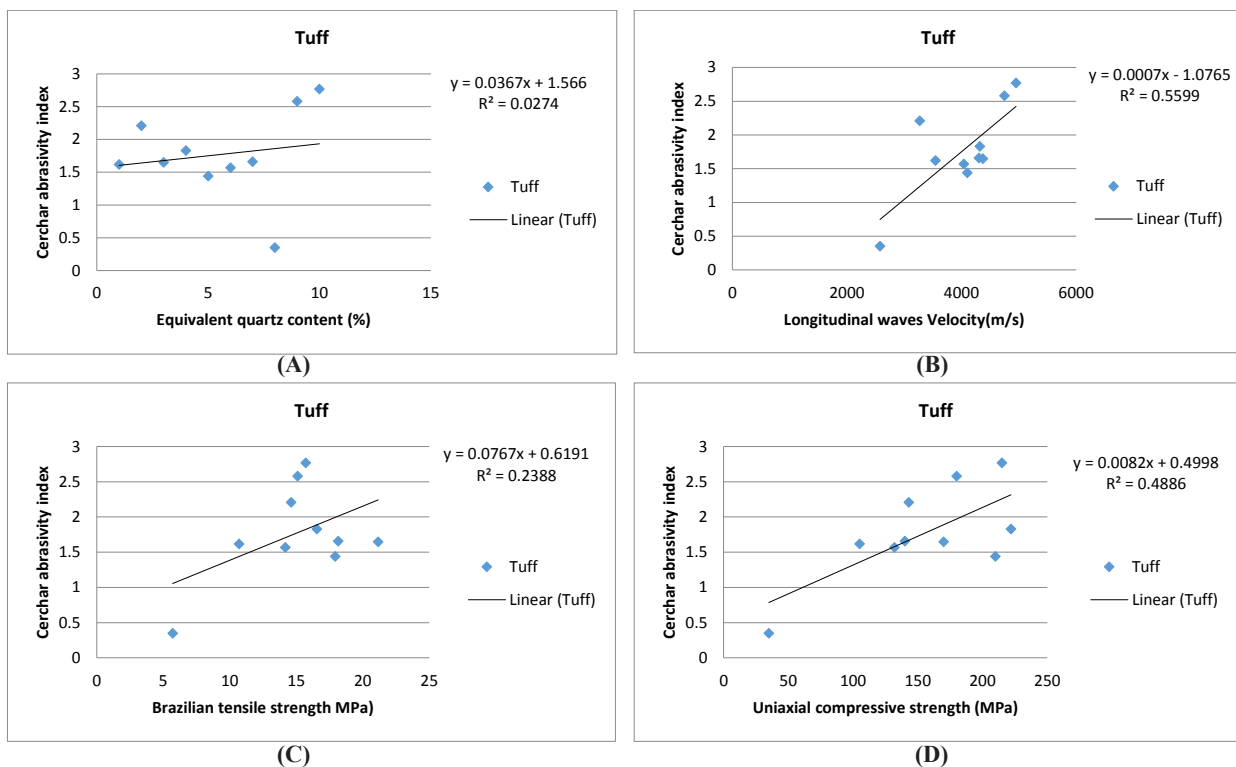 Tuff
3
2.5
2
1.5
1
0.5
0
0
5
10
15
Cerchar abrasivity index
Equivalent quartz content (%)
y = 0.0367x + 1.566
R² = 0.0274
Tuff
Linear (Tuff)
(A)
Tuff
3
2.5
2
1.5
1
0.5
0
0
2000
4000
6000
Cerchar abrasivity index
Longitudinal waves Velocity(m/s)
y = 0.0007x - 1.0765
R² = 0.5599
Tuff
Linear (Tuff)
(B)
Tuff
3
2.5
2
1.5
1
0.5
0
0
5
10
15
20
25
Cerchar abrasivity index
Brazilian tensile strength MPa)
y = 0.0767x + 0.6191
R² = 0.2388
Tuff
Linear (Tuff)
(C)
Tuff
3
2.5
2
1.5
1
0.5
0
0
50
100
150
200
250
Cerchar abrasivity index
Uniaxial compressive strength (MPa)
y = 0.0082x + 0.4998
R² = 0.4886
Tuff
Linear (Tuff)
(D)